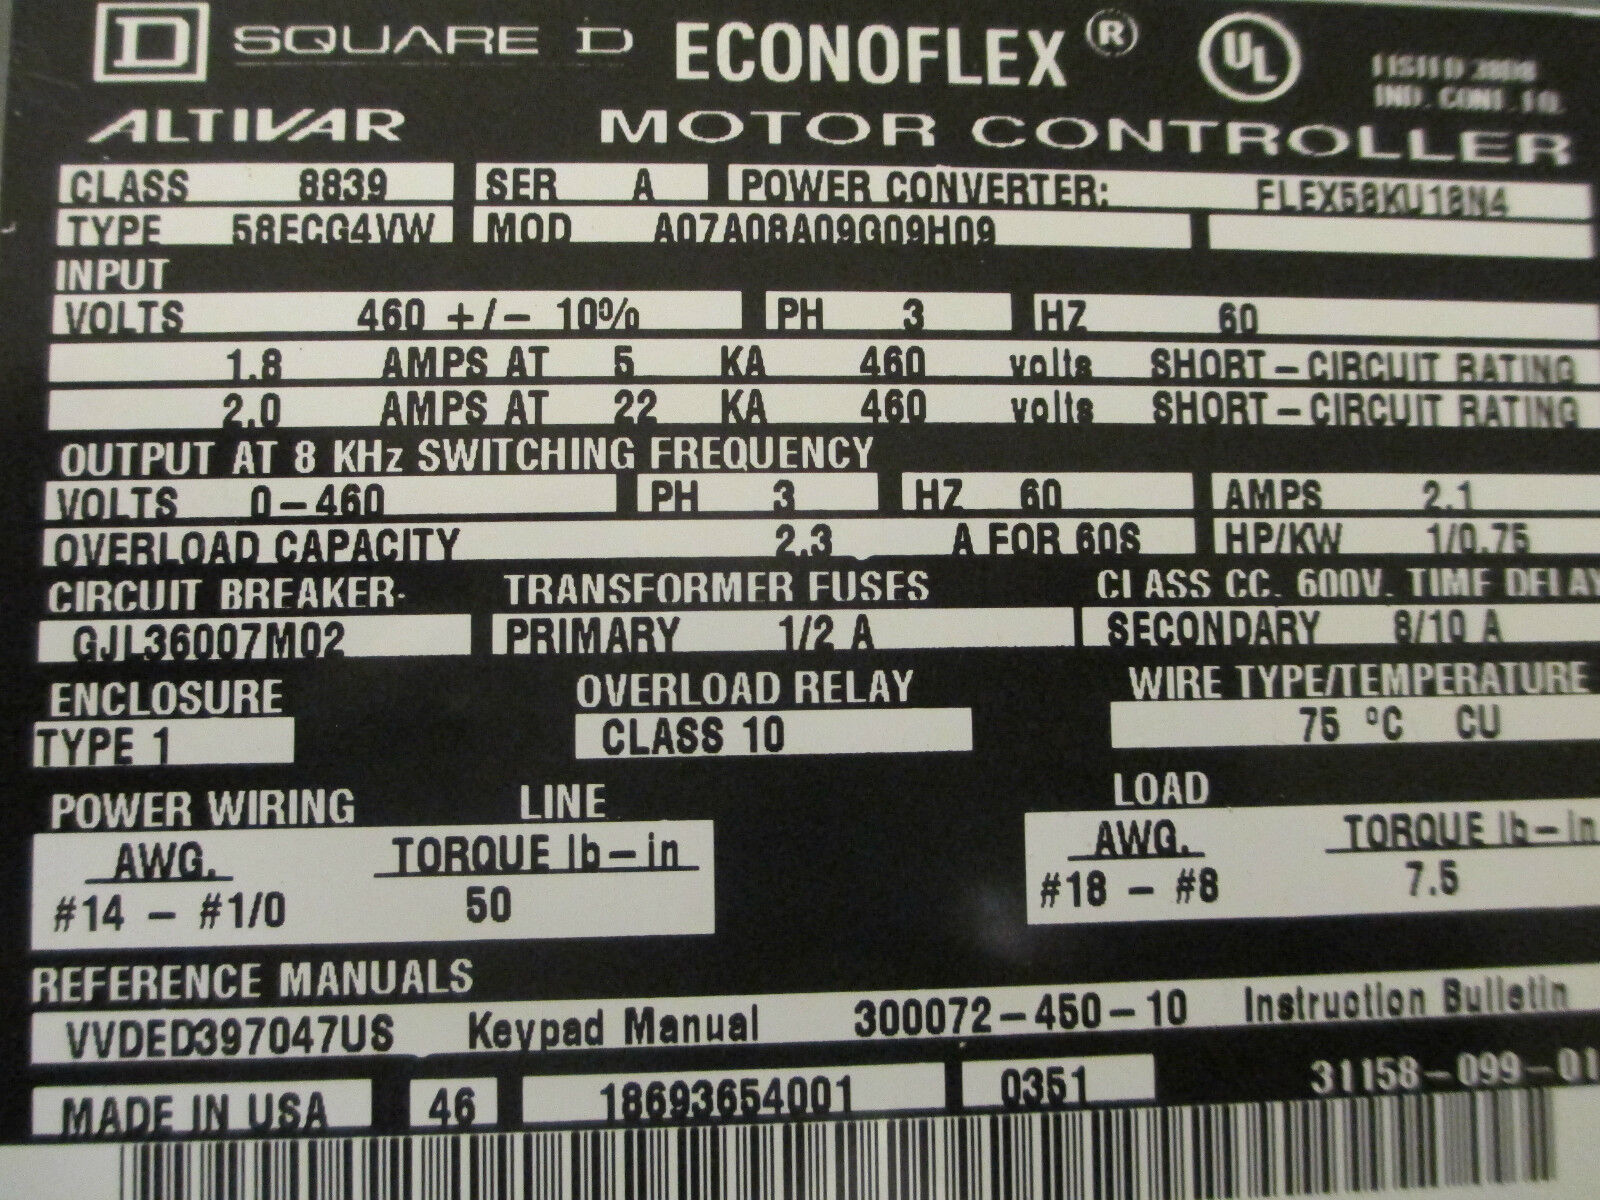 D SQUARE D ECONOFLEX ® UL
ALTIVAR MOTOR CONTROLLER
CLASS 8839 SER A POWER CONVERTER: FLEX58KU18N4
TYPE 58ECG4VW MOD A07A08A09G09H09
INPUT
VOLTS 460 +/- 10% PH 3 HZ 60
1.8 AMPS AT 5 KA 460 volts SHORT-CIRCUIT RATING
2.0 AMPS AT 22 KA 460 volts SHORT-CIRCUIT RATING
OUTPUT AT 8 KHz SWITCHING FREQUENCY
VOLTS 0-460 PH 3 HZ 60 AMPS 2.1
OVERLOAD CAPACITY 2.3 A FOR 60S HP/KW 1/0.75
CIRCUIT BREAKER TRANSFORMER FUSES CLASS CC. 600V. TIME DELAY
GJL36007M02 PRIMARY 1/2 A SECONDARY 8/10 A
ENCLOSURE OVERLOAD RELAY WIRE TYPE/TEMPERATURE
TYPE 1 CLASS 10 75 °C CU
POWER WIRING LINE LOAD
AWG. TORQUE lb-in AWG. TORQUE lb-in
#14 - #1/0 50 #18 - #8 7.5
REFERENCE MANUALS
VVDED397047US Keypad Manual 300072-450-10 Instruction Bulletin
MADE IN USA 46 18693654001 0351 31158-099-01